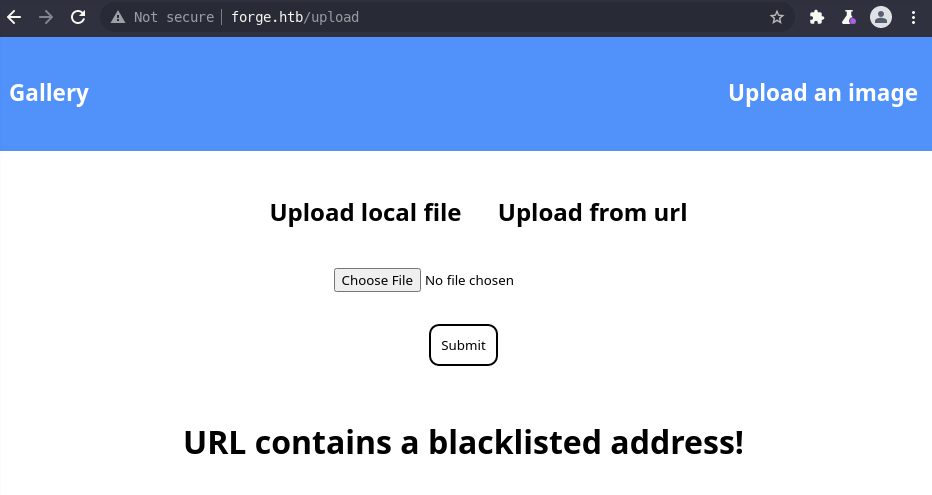 Not secure | forge.htb/upload
Gallery Upload an image
Upload local file Upload from url
Choose File No file chosen
Submit
URL contains a blacklisted address!